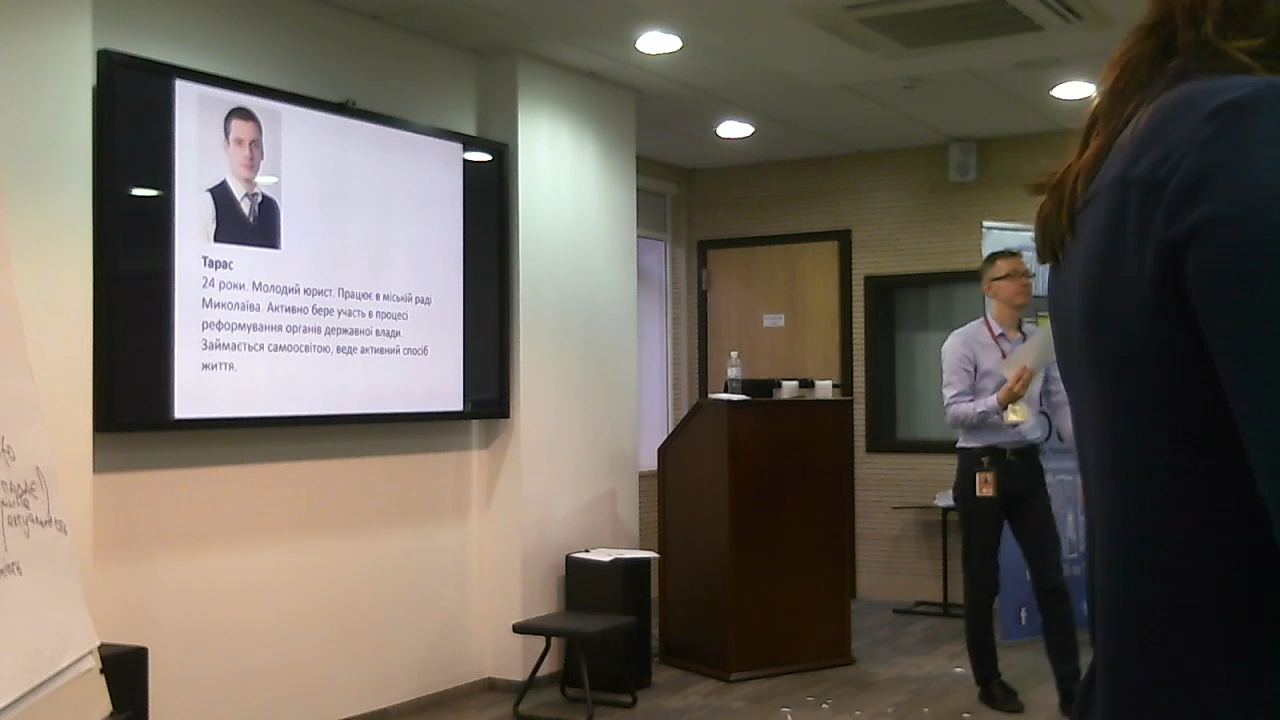 Тарас
24 роки. Молодий юрист. Працює в міській раді
Миколаїва. Активно бере участь в процесі
реформування органів державної влади.
Займається самоосвітою, веде активний спосіб
життя.